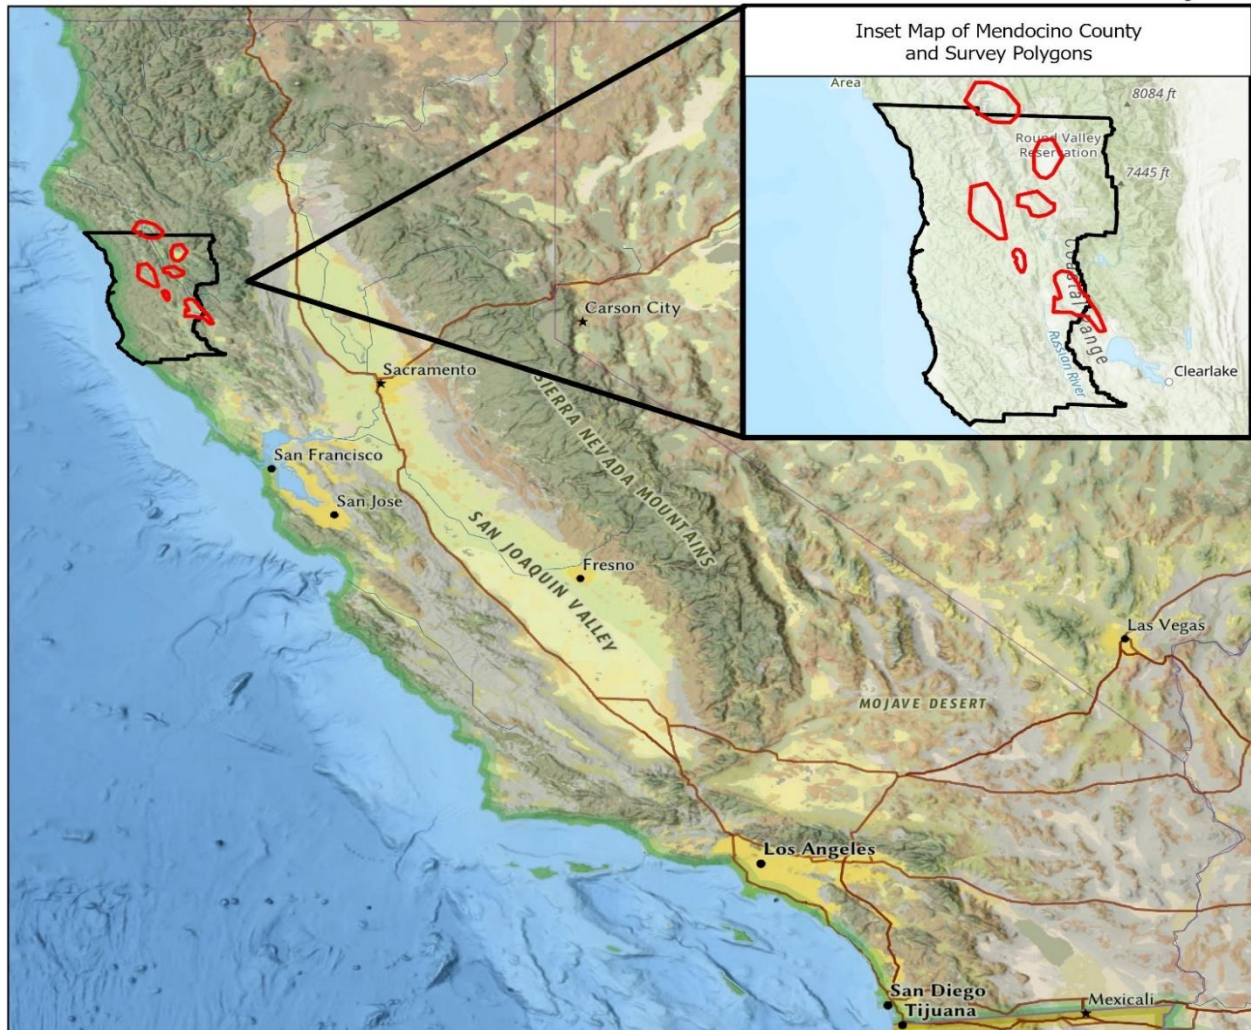 Inset Map of Mendocino County
and Survey Polygons
Area
8084 ft
Round Valley
Reservation
7445 ft
Coastal Range
Russian River
Clearlake
Carson City
Sacramento
SIERRA NEVADA MOUNTAINS
San Francisco
San Jose
SAN JOAQUIN VALLEY
Fresno
Las Vegas
MOJAVE DESERT
Los Angeles
San Diego
Tijuana
Mexicali